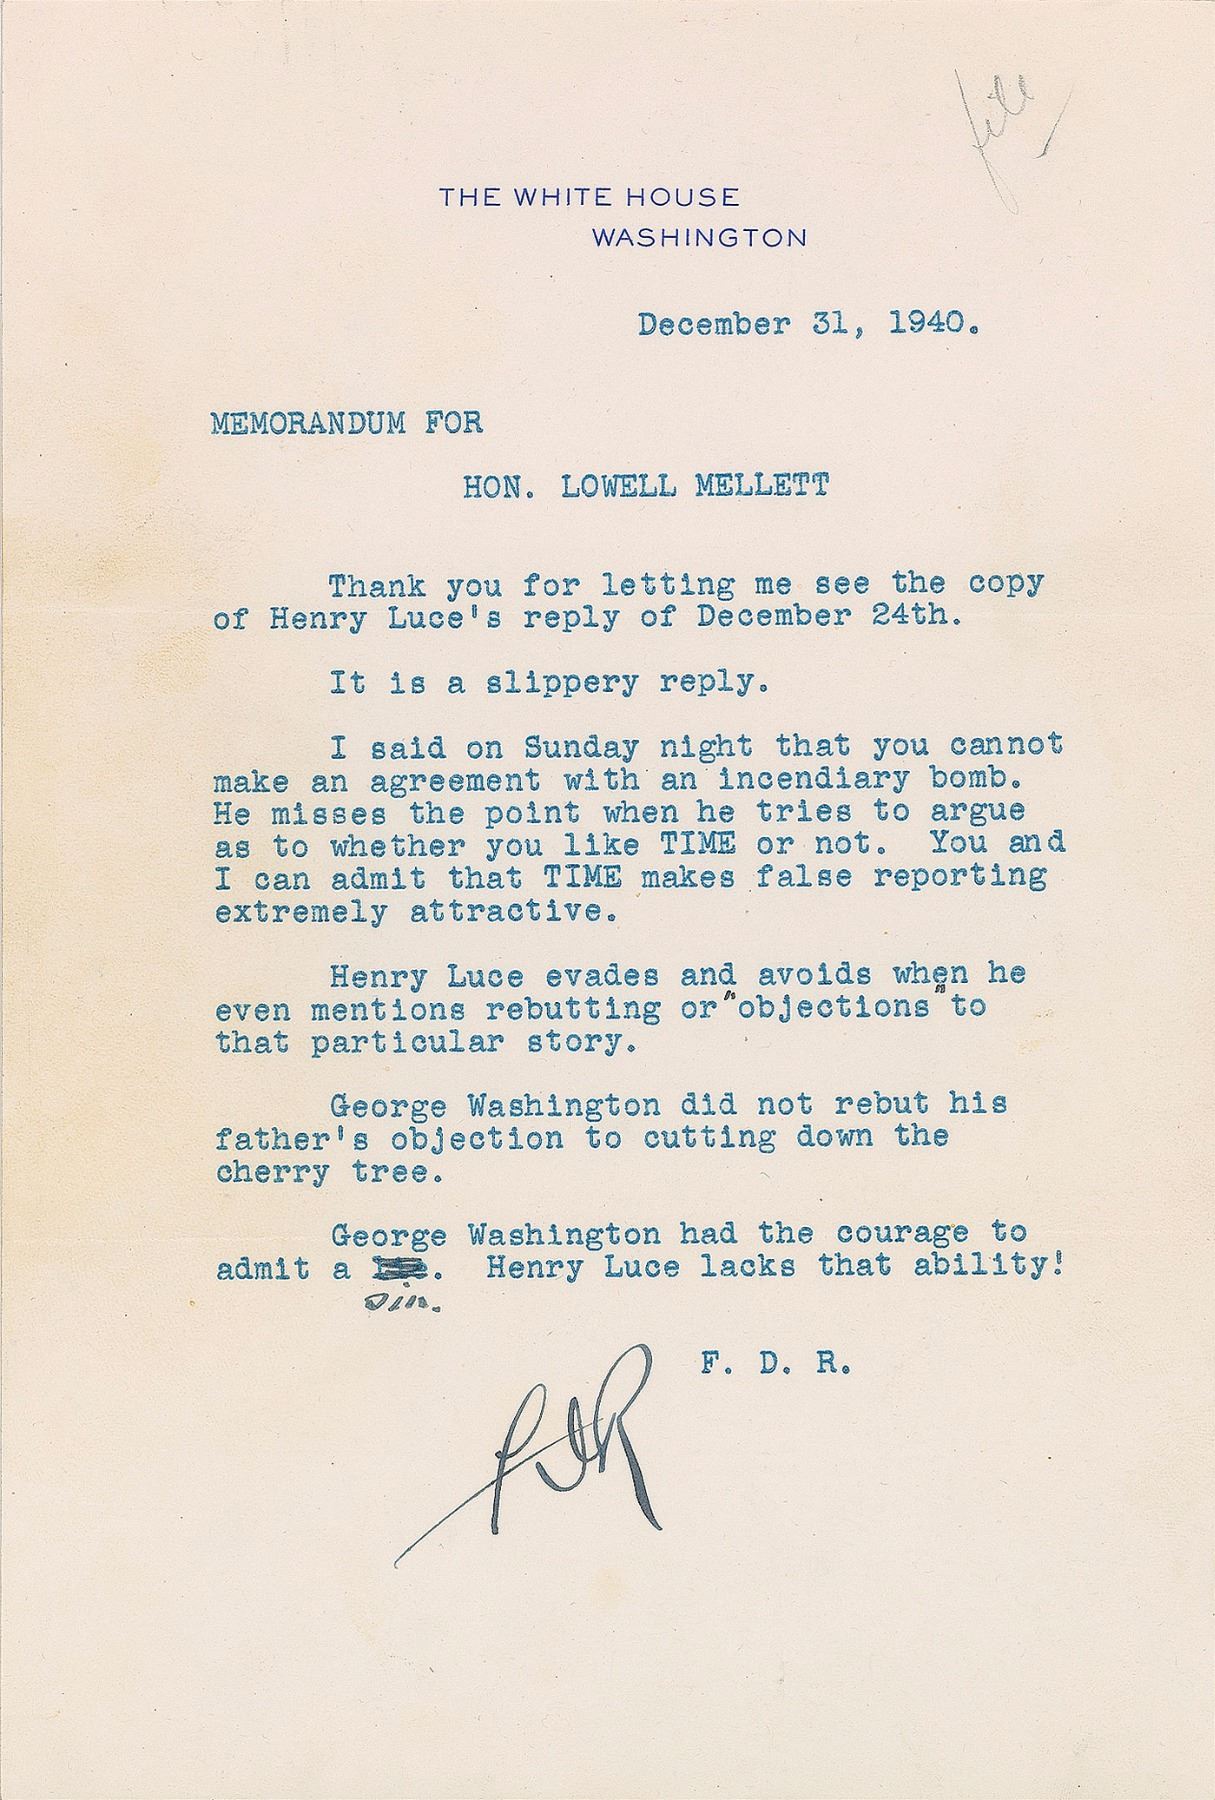 file
THE WHITE HOUSE
WASHINGTON
December 31, 1940.
MEMORANDUM FOR
HON. LOWELL MELLETT
Thank you for letting me see the copy
of Henry Luce's reply of December 24th.
It is a slippery reply.
I said on Sunday night that you cannot
make an agreement with an incendiary bomb.
He misses the point when he tries to argue
as to whether you like TIME or not. You and
I can admit that TIME makes false reporting
extremely attractive.
Henry Luce evades and avoids when he
even mentions rebutting or "objections" to
that particular story.
George Washington did not rebut his
father's objection to cutting down the
cherry tree.
George Washington had the courage to
admit a . Henry Luce lacks that ability!
sin.
F. D. R.
FDR